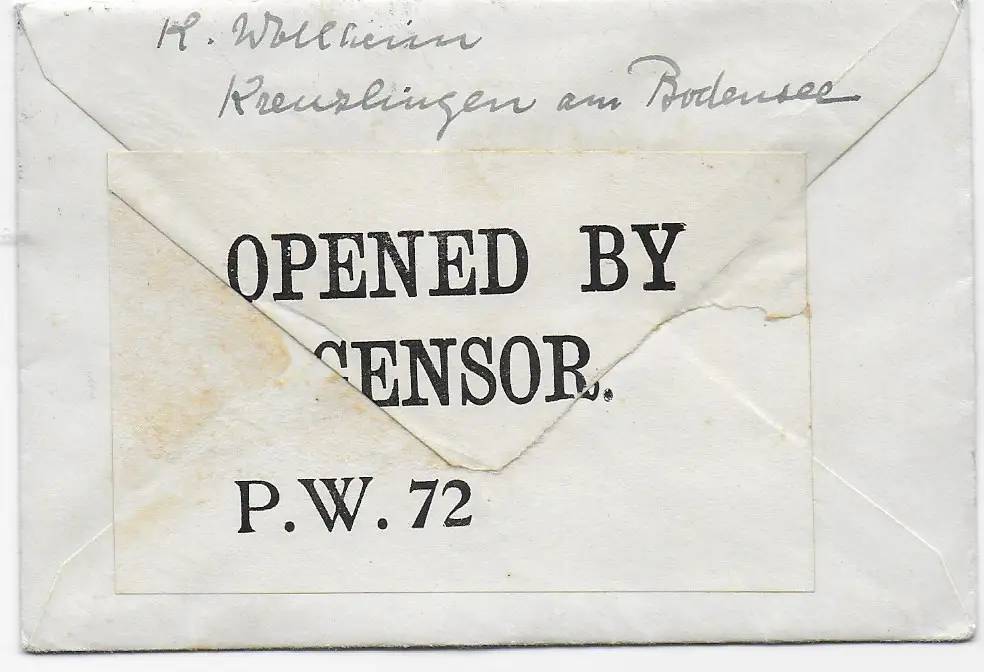 K. Wollheim
Kreuzlingen am Bodensee
OPENED BY
CENSOR.
P.W. 72